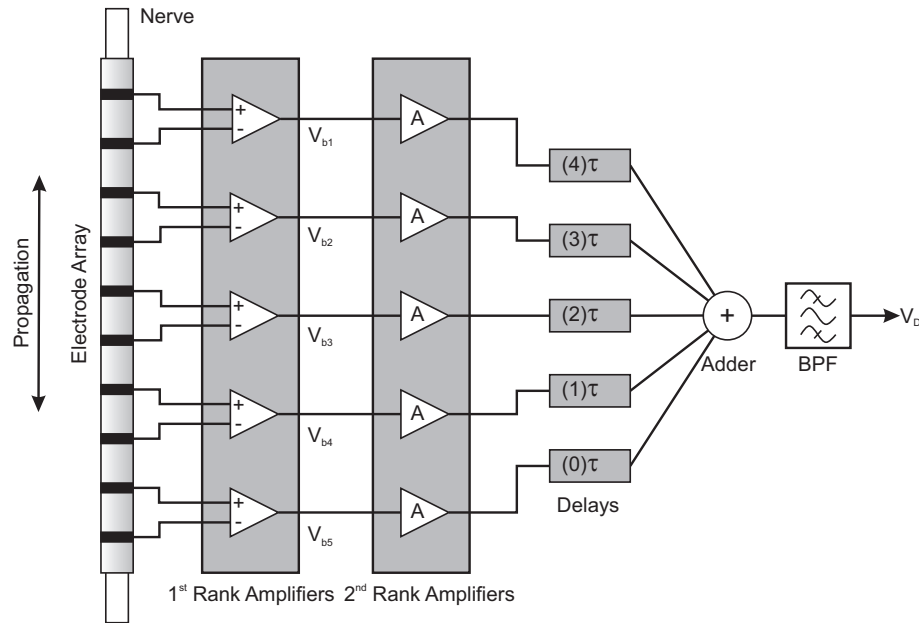 Nerve
Electrode Array
Propagation
+
-
V_b1
A
(4)τ
+
-
V_b2
A
(3)τ
+
-
V_b3
A
(2)τ
+
Adder
BPF
V_D
+
-
V_b4
A
(1)τ
+
-
V_b5
A
(0)τ
Delays
1st Rank Amplifiers
2nd Rank Amplifiers